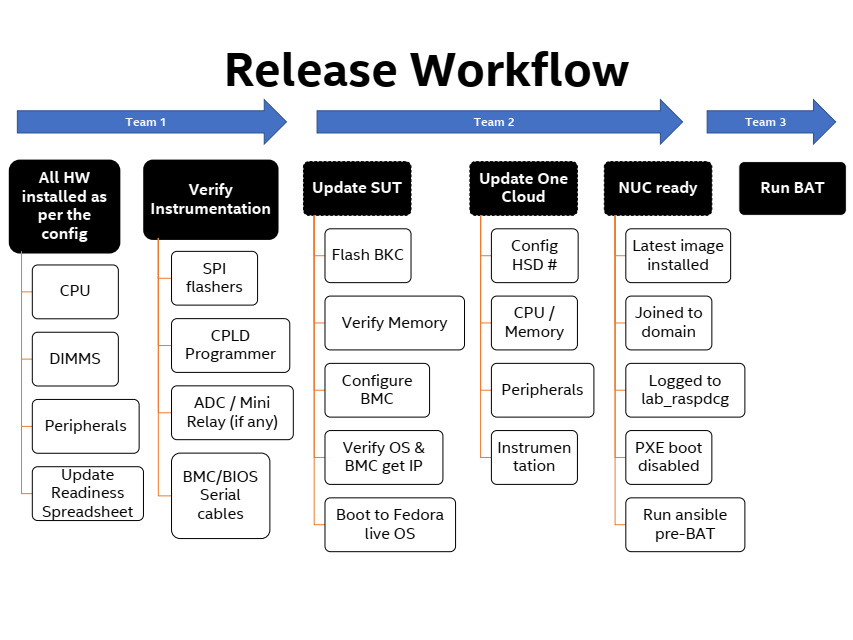 Release Workflow
Team 1
Team 2
Team 3
All HW
installed as
per the
config
CPU
DIMMS
Peripherals
Update
Readiness
Spreadsheet
Verify
Instrumentation
SPI
flashers
CPLD
Programmer
ADC / Mini
Relay (if any)
BMC/BIOS
Serial
cables
Update SUT
Flash BKC
Verify Memory
Configure
BMC
Verify OS &
BMC get IP
Boot to Fedora
live OS
Update One
Cloud
Config
HSD #
CPU /
Memory
Peripherals
Instrumen
tation
NUC ready
Latest image
installed
Joined to
domain
Logged to
lab_raspdcg
PXE boot
disabled
Run ansible
pre-BAT
Run BAT